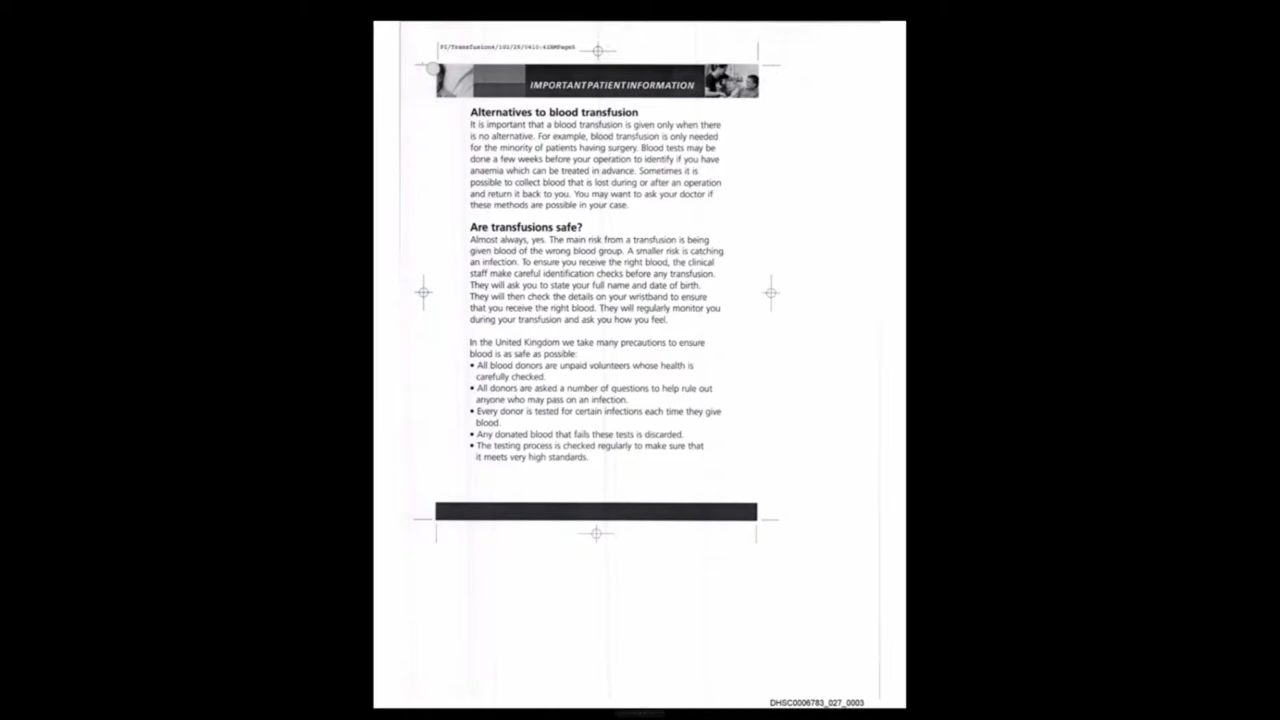 PI/Transfusion4/163/28/0410:42AMPage5
IMPORTANTPATIENTINFORMATION
Alternatives to blood transfusion
It is important that a blood transfusion is given only when there
is no alternative. For example, blood transfusion is only needed
for the minority of patients having surgery. Blood tests may be
done a few weeks before your operation to identify if you have
anaemia which can be treated in advance. Sometimes it is
possible to collect blood that is lost during or after an operation
and return it back to you. You may want to ask your doctor if
these methods are possible in your case.
Are transfusions safe?
Almost always, yes. The main risk from a transfusion is being
given blood of the wrong blood group. A smaller risk is catching
an infection. To ensure you receive the right blood, the clinical
staff make careful identification checks before any transfusion.
They will ask you to state your full name and date of birth.
They will then check the details on your wristband to ensure
that you receive the right blood. They will regularly monitor you
during your transfusion and ask you how you feel.
In the United Kingdom we take many precautions to ensure
blood is as safe as possible:
• All blood donors are unpaid volunteers whose health is
carefully checked.
• All donors are asked a number of questions to help rule out
anyone who may pass on an infection.
• Every donor is tested for certain infections each time they give
blood.
• Any donated blood that fails these tests is discarded.
• The testing process is checked regularly to make sure that
it meets very high standards.
DHSC0006783_027_0003